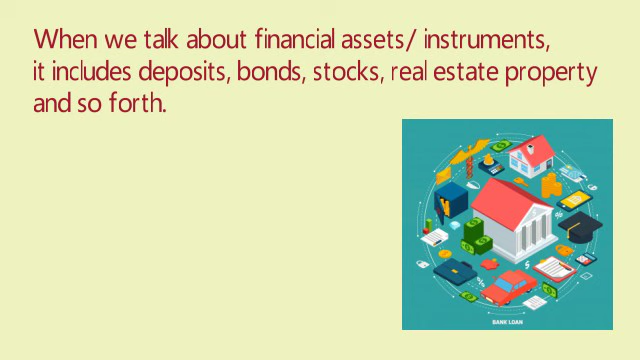 When we talk about financial assets/ instruments,
it includes deposits, bonds, stocks, real estate property
and so forth.
BANK LOAN